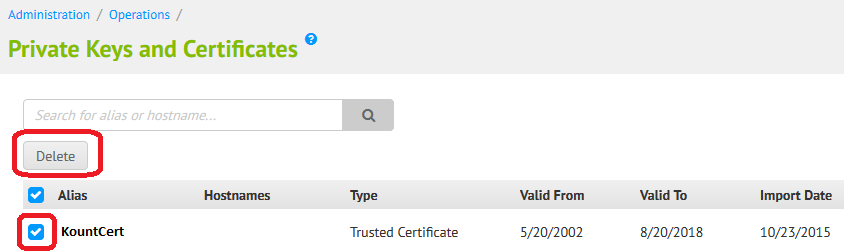 Administration / Operations /
Private Keys and Certificates ?
Search for alias or hostname...
Delete
Alias Hostnames Type Valid From Valid To Import Date
KountCert Trusted Certificate 5/20/2002 8/20/2018 10/23/2015